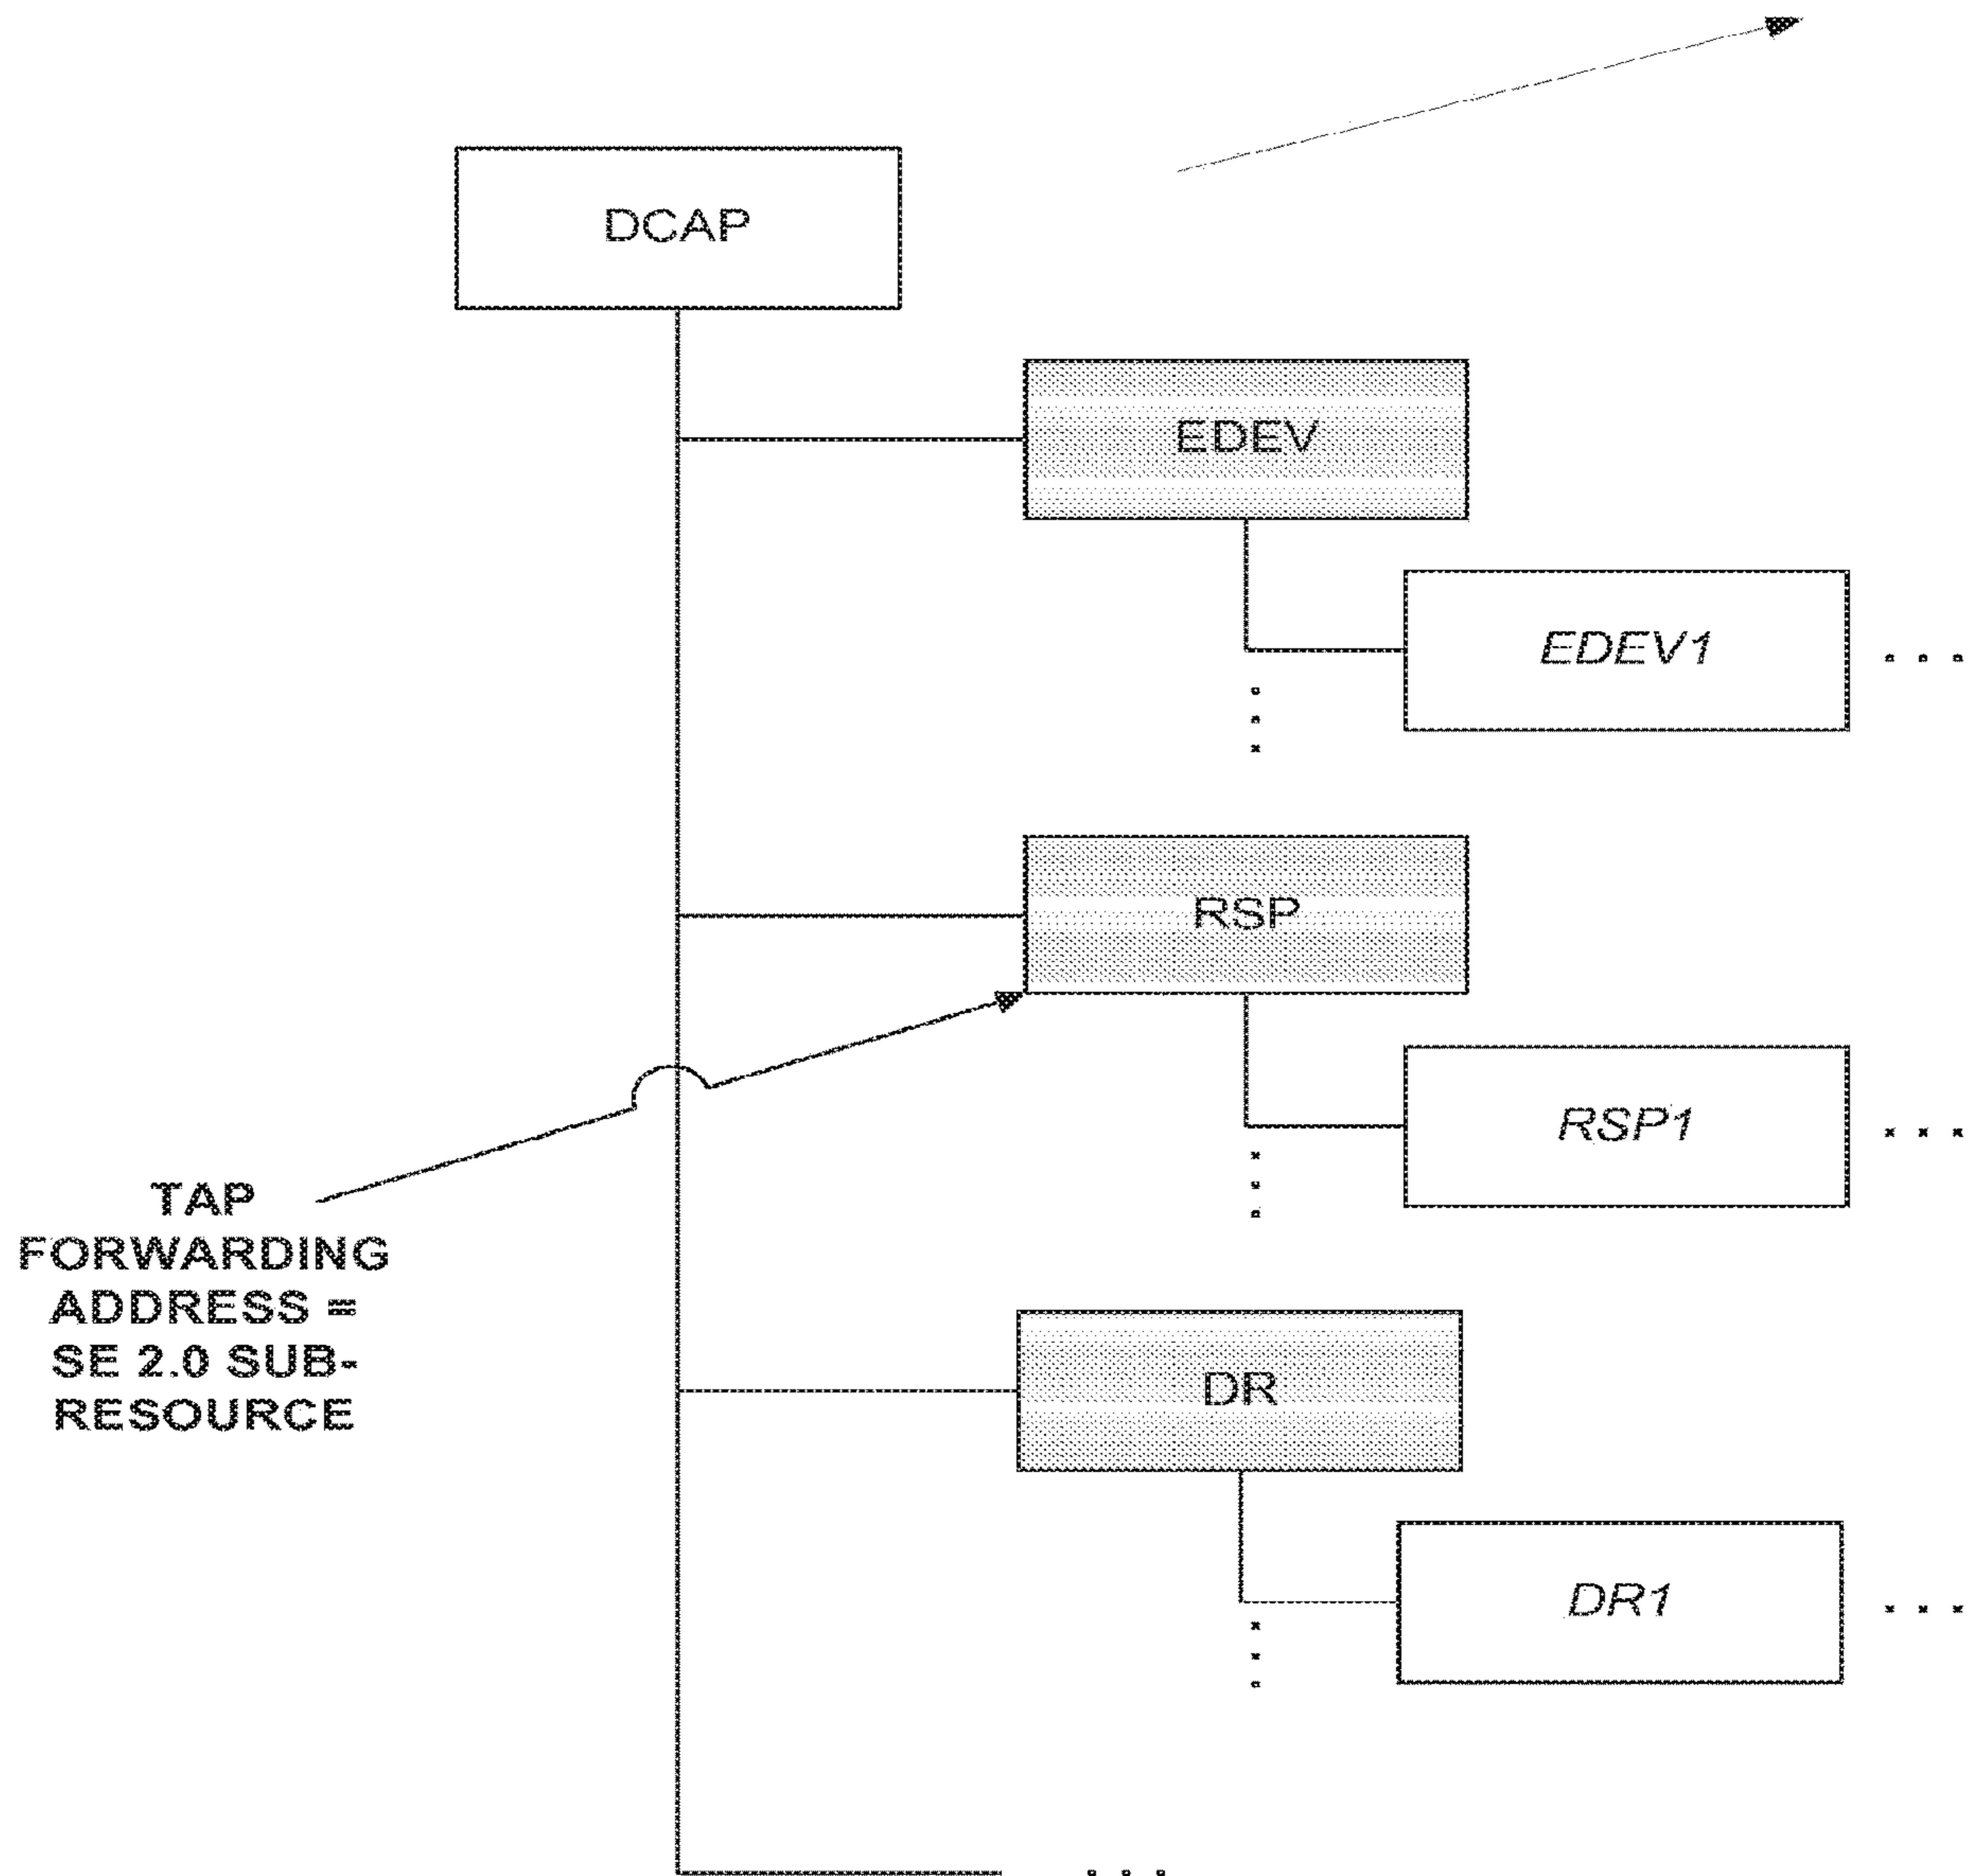 DCAP
EDEV
EDEV1
RSP
RSP1
TAP
FORWARDING
ADDRESS =
SE 2.0 SUB-
RESOURCE
DR
DR1